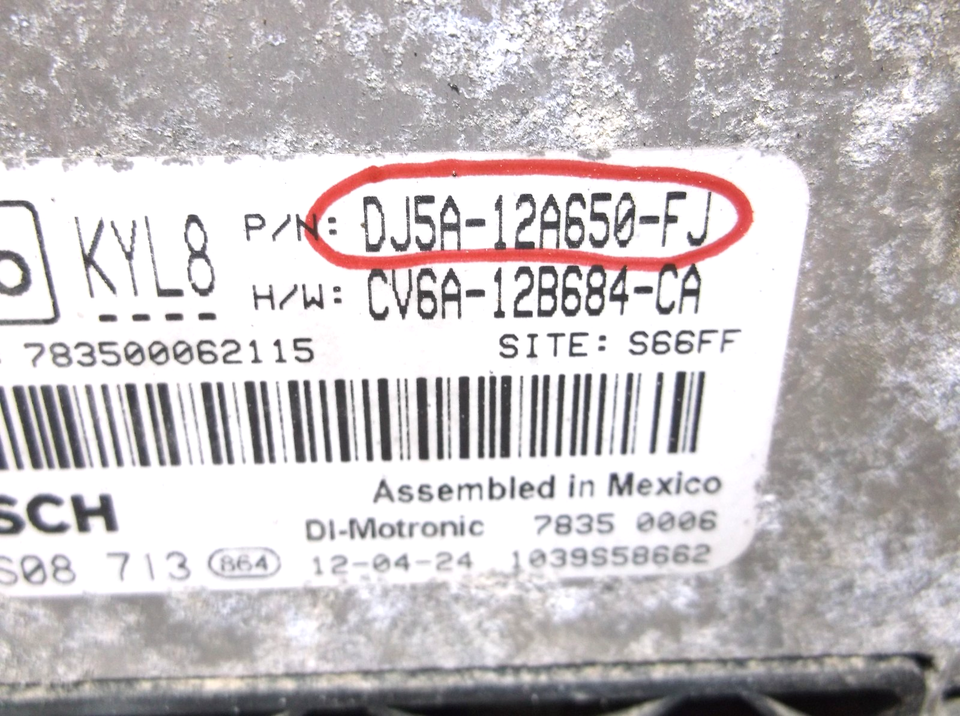 KYL8 P/N: DJ5A-12A650-FJ
H/W: CV6A-12B684-CA
783500062115 SITE: S66FF
SCH Assembled in Mexico
DI-Motronic 7835 0006
S08 713 864 12-04-24 1039S58662